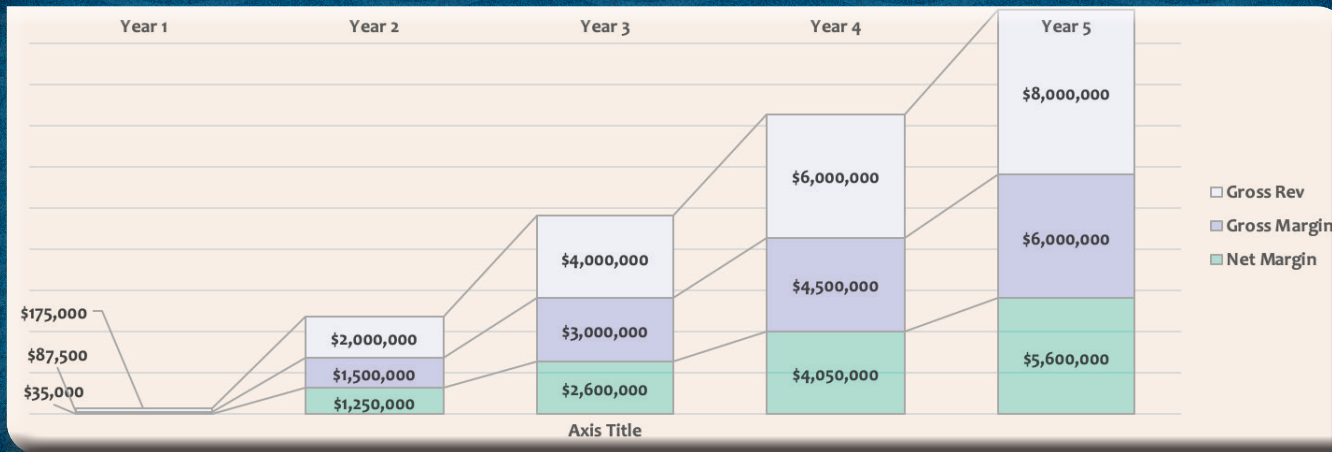 Year 1
Year 2
Year 3
Year 4
Year 5
$175,000
$87,500
$35,000
$2,000,000
$1,500,000
$1,250,000
$4,000,000
$3,000,000
$2,600,000
$6,000,000
$4,500,000
$4,050,000
$8,000,000
$6,000,000
$5,600,000
Axis Title
Gross Rev
Gross Margin
Net Margin